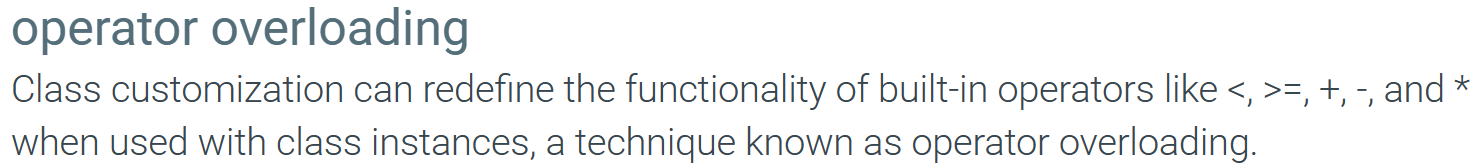 operator overloading
Class customization can redefine the functionality of built-in operators like <, >=, +, -, and *
when used with class instances, a technique known as operator overloading.